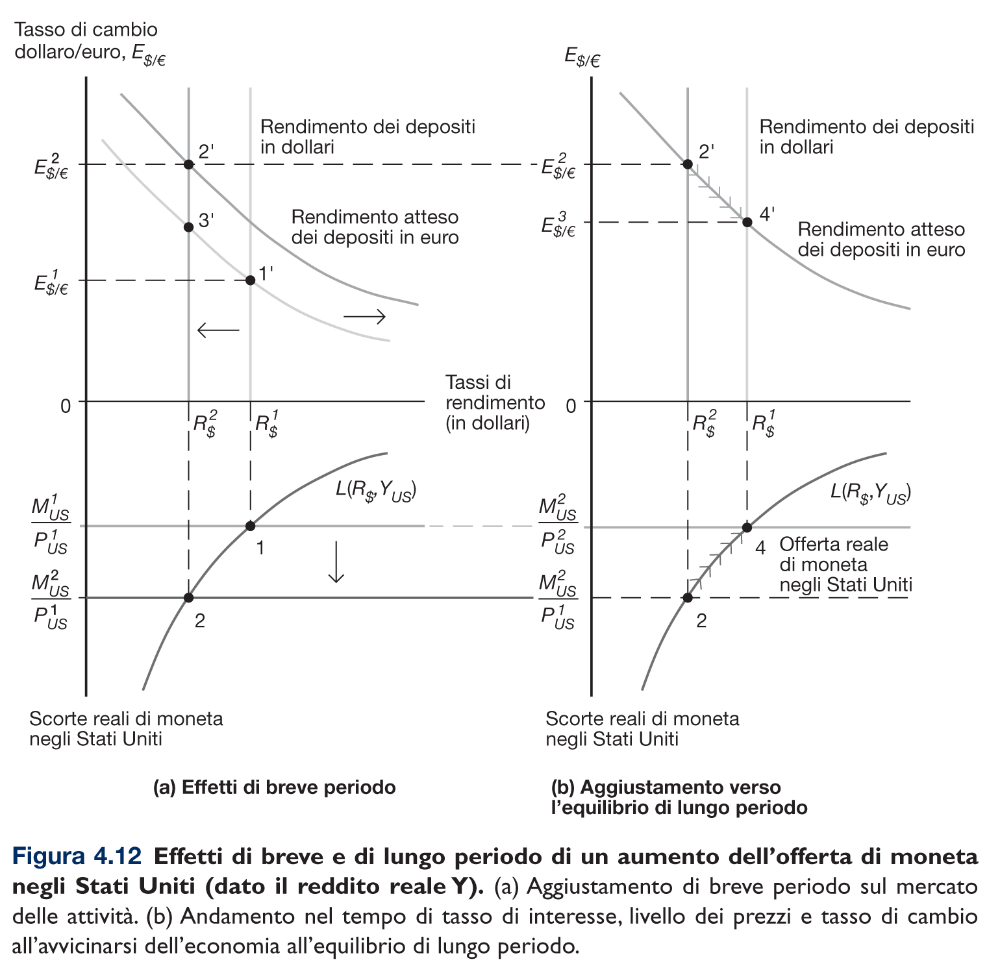 Tasso di cambio
dollaro/euro, E$/€
E$/€
Rendimento dei depositi
in dollari
2'
E²$/€
3'
Rendimento atteso
dei depositi in euro
1'
E¹$/€
0
R²$
R¹$
Tassi di
rendimento
(in dollari)
L(R$,YUS)
M¹US
P¹US
1
M²US
P¹US
2
Scorte reali di moneta
negli Stati Uniti
(a) Effetti di breve periodo
Rendimento dei depositi
in dollari
2'
E²$/€
4'
E³$/€
Rendimento atteso
dei depositi in euro
0
R²$
R¹$
L(R$,YUS)
M²US
P²US
4
Offerta reale
di moneta
negli Stati Uniti
M²US
P¹US
2
Scorte reali di moneta
negli Stati Uniti
(b) Aggiustamento verso
l'equilibrio di lungo periodo
Figura 4.12 Effetti di breve e di lungo periodo di un aumento dell'offerta di moneta
negli Stati Uniti (dato il reddito reale Y). (a) Aggiustamento di breve periodo sul mercato
delle attività. (b) Andamento nel tempo di tasso di interesse, livello dei prezzi e tasso di cambio
all'avvicinarsi dell'economia all'equilibrio di lungo periodo.